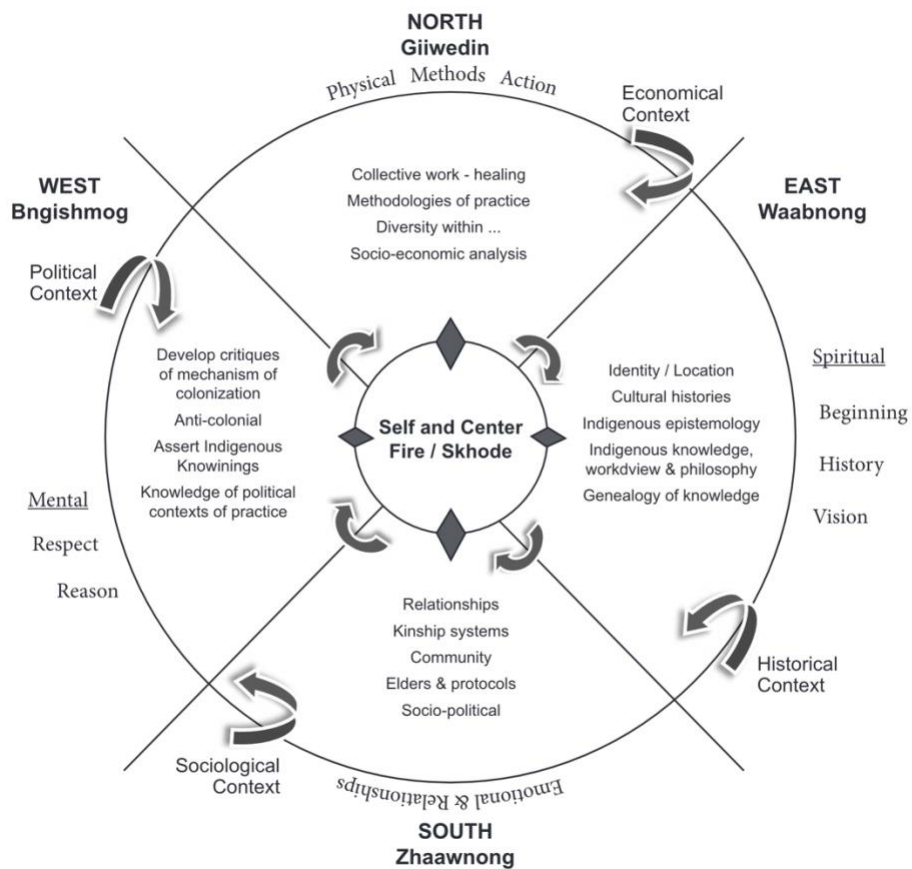 NORTH
Giiwedin
Physical Methods Action
Economical
Context
WEST
Bngishmog
EAST
Waabnong
Collective work - healing
Methodologies of practice
Diversity within ...
Socio-economic analysis
Political
Context
Develop critiques
of mechanism of
colonization
Anti-colonial
Assert Indigenous
Knowinings
Knowledge of political
contexts of practice
Self and Center
Fire / Skhode
Identity / Location
Cultural histories
Indigenous epistemology
Indigenous knowledge,
workdview & philosophy
Genealogy of knowledge
Spiritual
Beginning
History
Vision
Mental
Respect
Reason
Relationships
Kinship systems
Community
Elders & protocols
Socio-political
Historical
Context
Sociological
Context
Emotional & Relationships
SOUTH
Zhaawnong